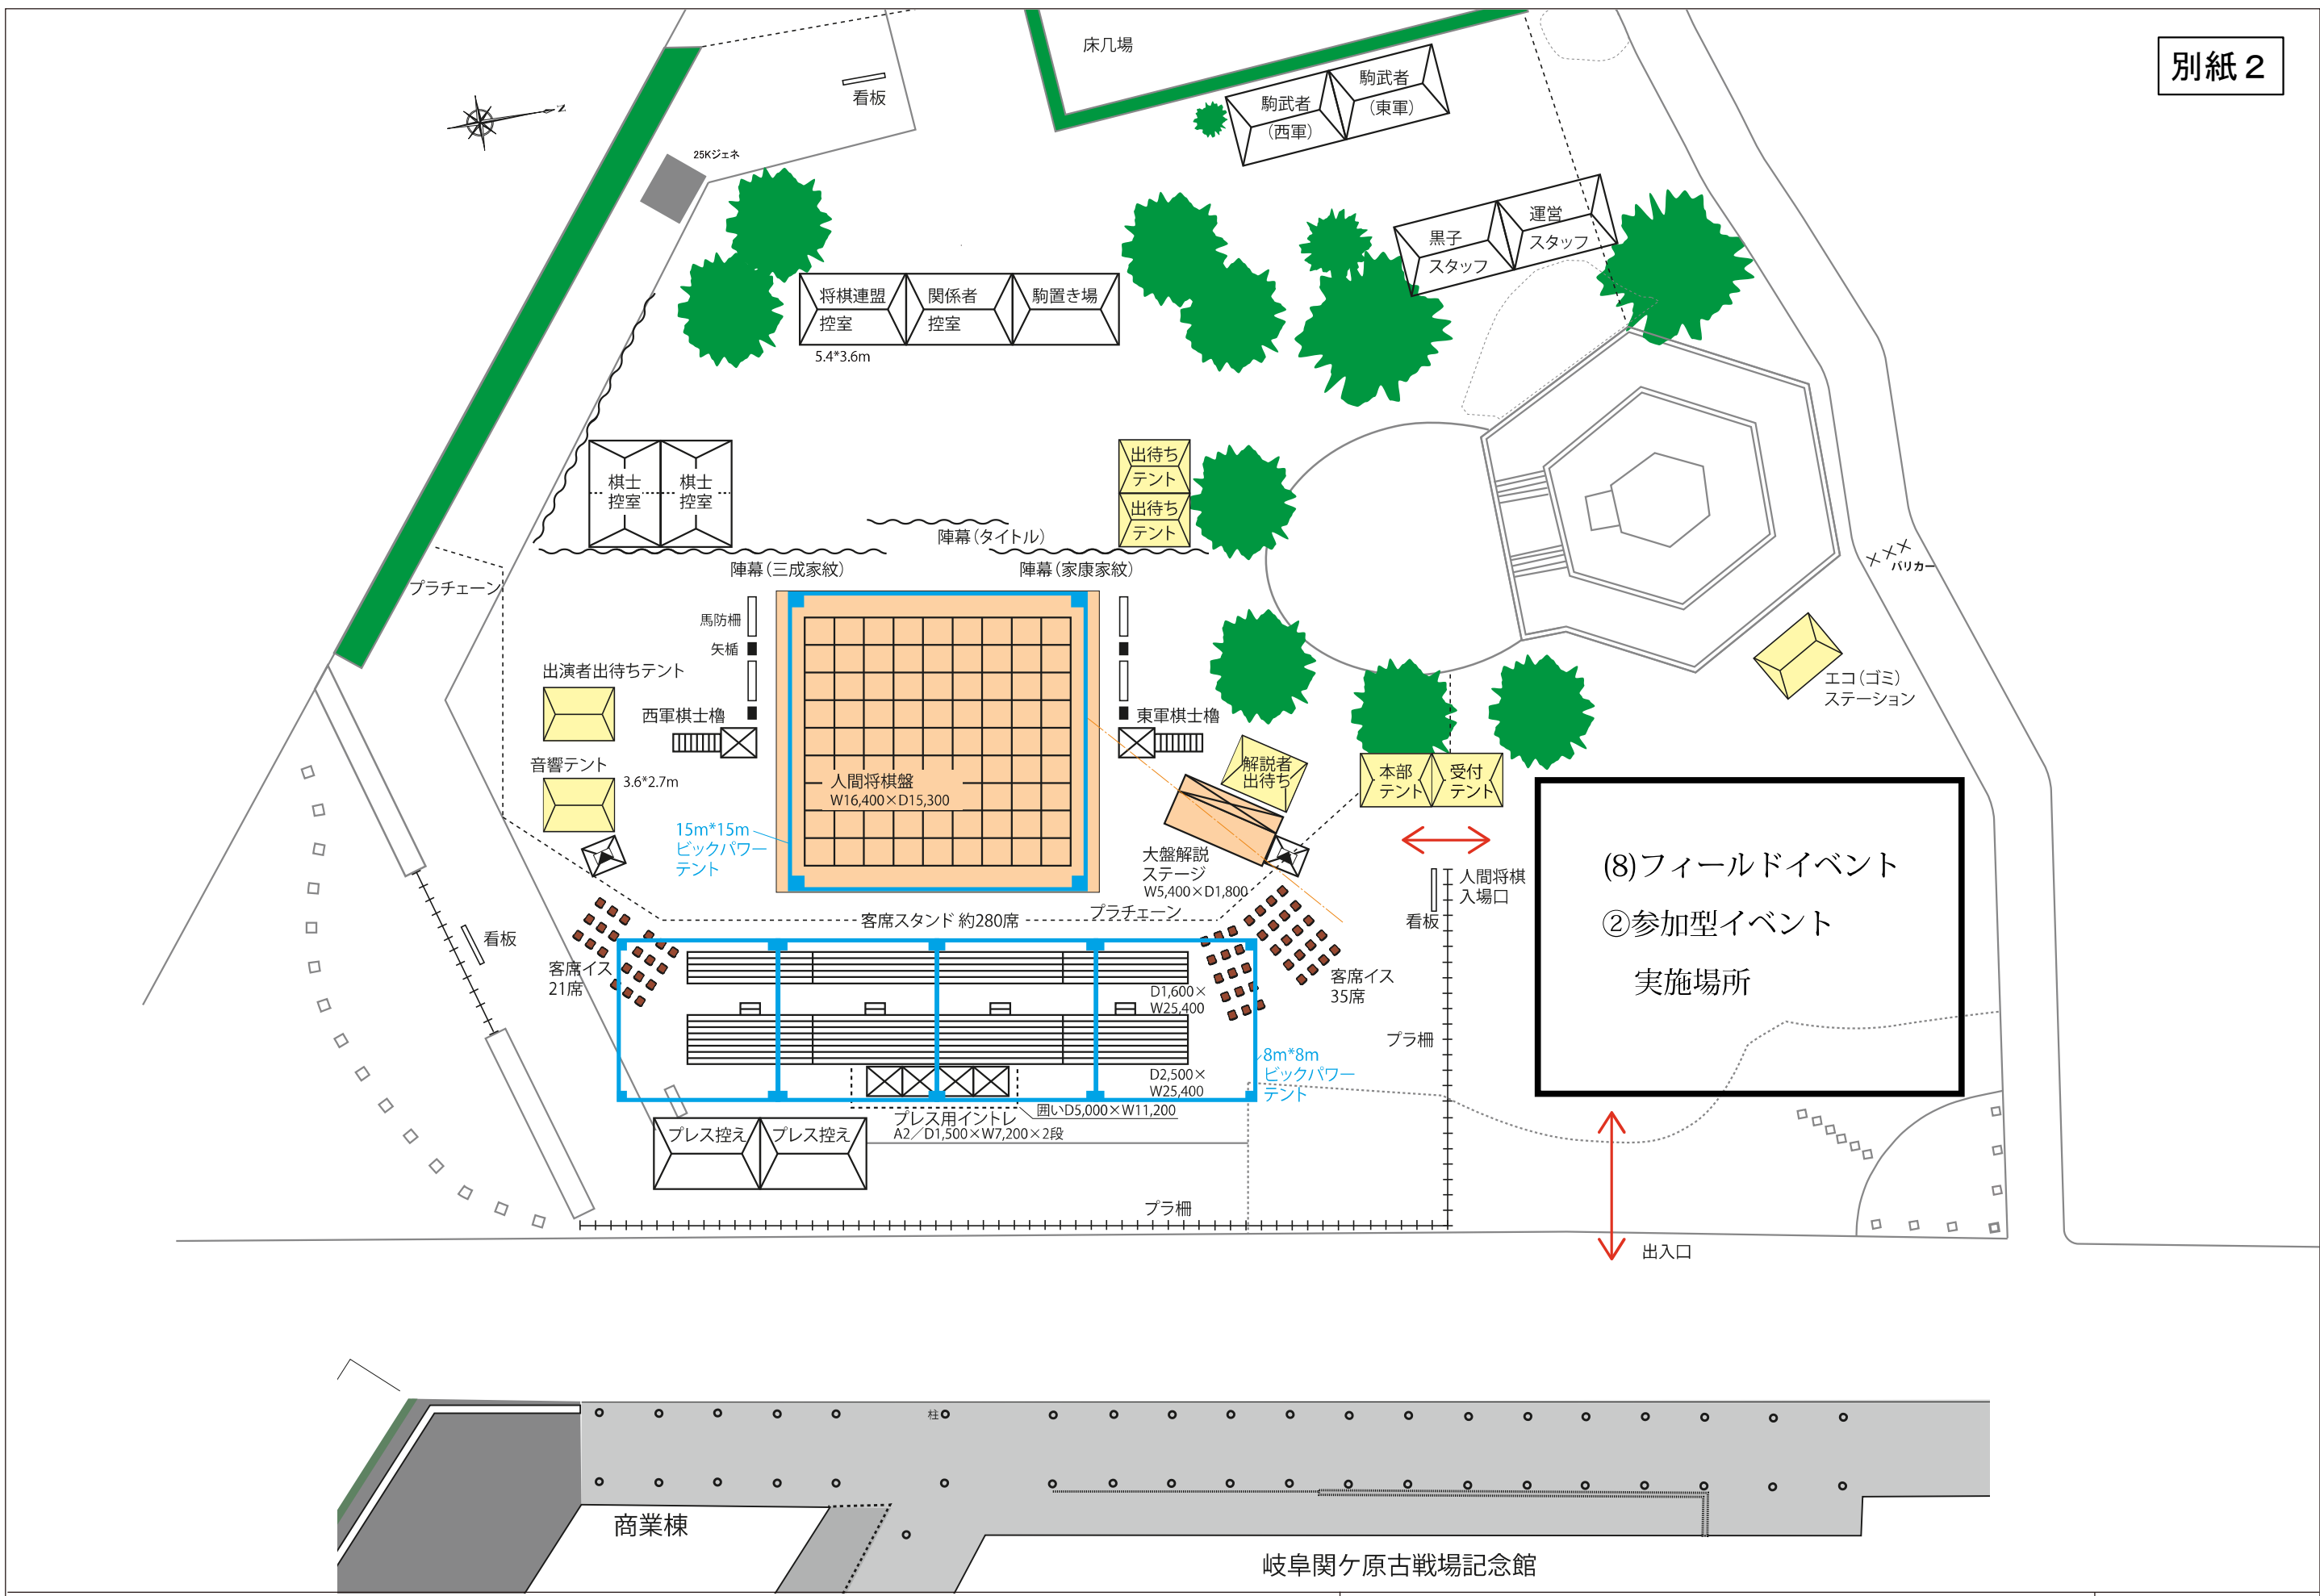 別紙２
床几場
看板
駒武者
（西軍）
駒武者
（東軍）
N
25Kジェネ
黒子
スタッフ
運営
スタッフ
将棋連盟
控室
関係者
控室
駒置き場
5.4*3.6m
棋士
控室
棋士
控室
出待ち
テント
出待ち
テント
陣幕（タイトル）
陣幕（三成家紋）
陣幕（家康家紋）
プラチェーン
バリカー
馬防柵
矢楯
出演者出待ちテント
西軍棋士櫓
東軍棋士櫓
エコ（ゴミ）
ステーション
音響テント
3.6*2.7m
人間将棋盤
W16,400×D15,300
15m*15m
ビックパワー
テント
解説者
出待ち
本部
テント
受付
テント
大盤解説
ステージ
W5,400×D1,800
人間将棋
入場口
看板
(8)フィールドイベント
②参加型イベント
実施場所
プラチェーン
客席スタンド 約280席
看板
客席イス
21席
客席イス
35席
D1,600×
W25,400
プラ柵
8m*8m
ビックパワー
テント
D2,500×
W25,400
囲いD5,000×W11,200
プレス用イントレ
A2／D1,500×W7,200×2段
プレス控え
プレス控え
プラ柵
出入口
柱
商業棟
岐阜関ケ原古戦場記念館